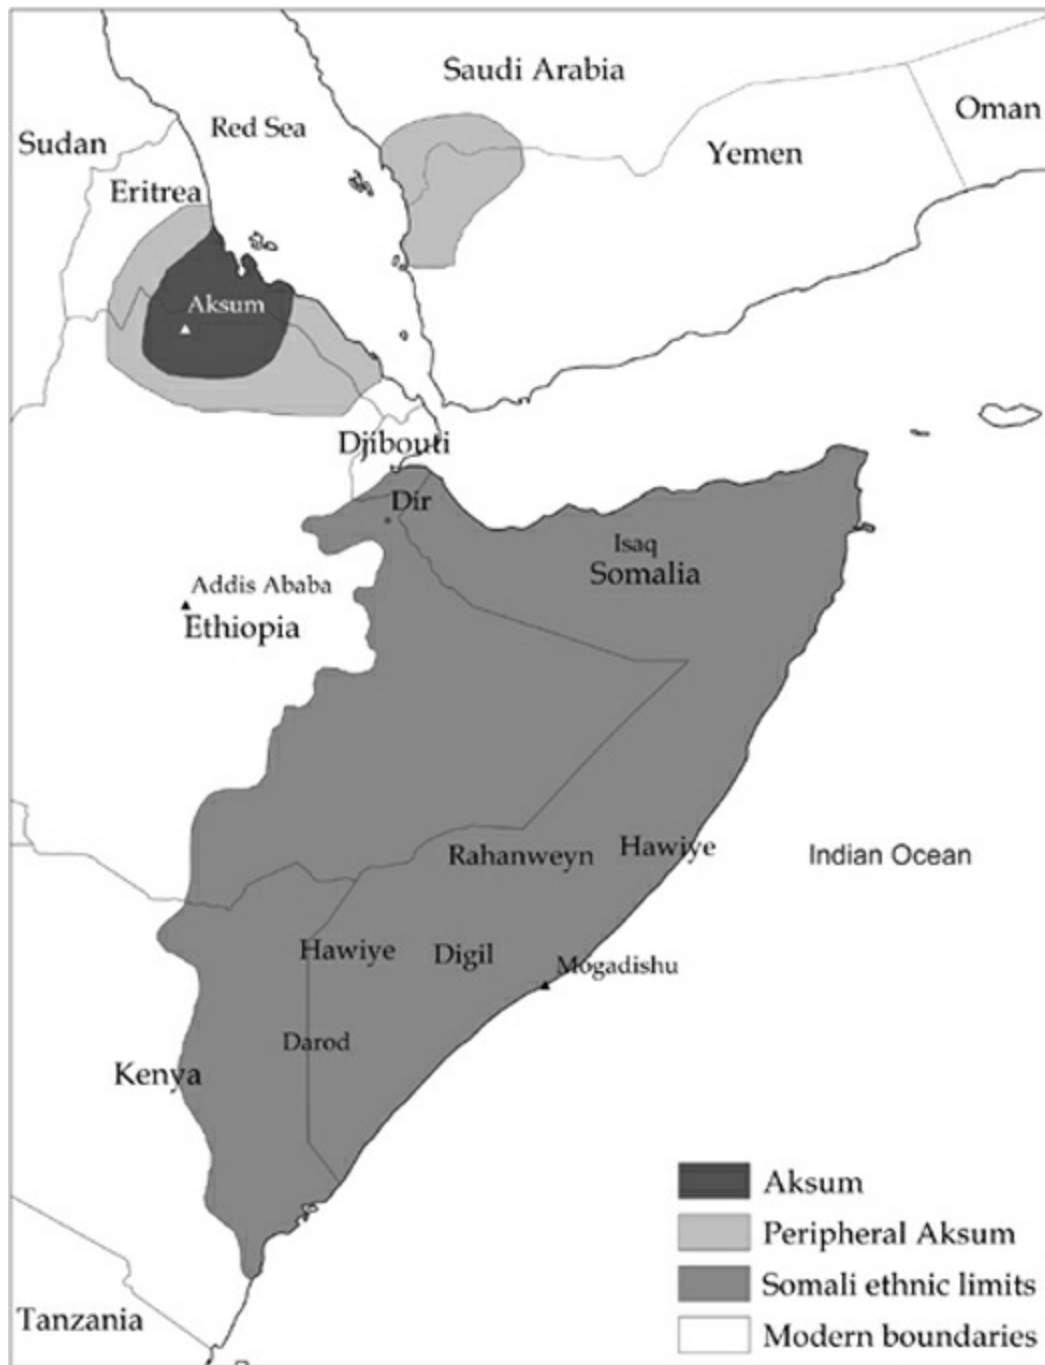 Saudi Arabia
Oman
Red Sea
Sudan
Yemen
Eritrea
Aksum
Djibouti
Dir
Isaq
Somalia
Addis Ababa
Ethiopia
Rahanweyn
Hawiye
Indian Ocean
Hawiye
Digil
Mogadishu
Darod
Kenya
Aksum
Peripheral Aksum
Somali ethnic limits
Tanzania
Modern boundaries